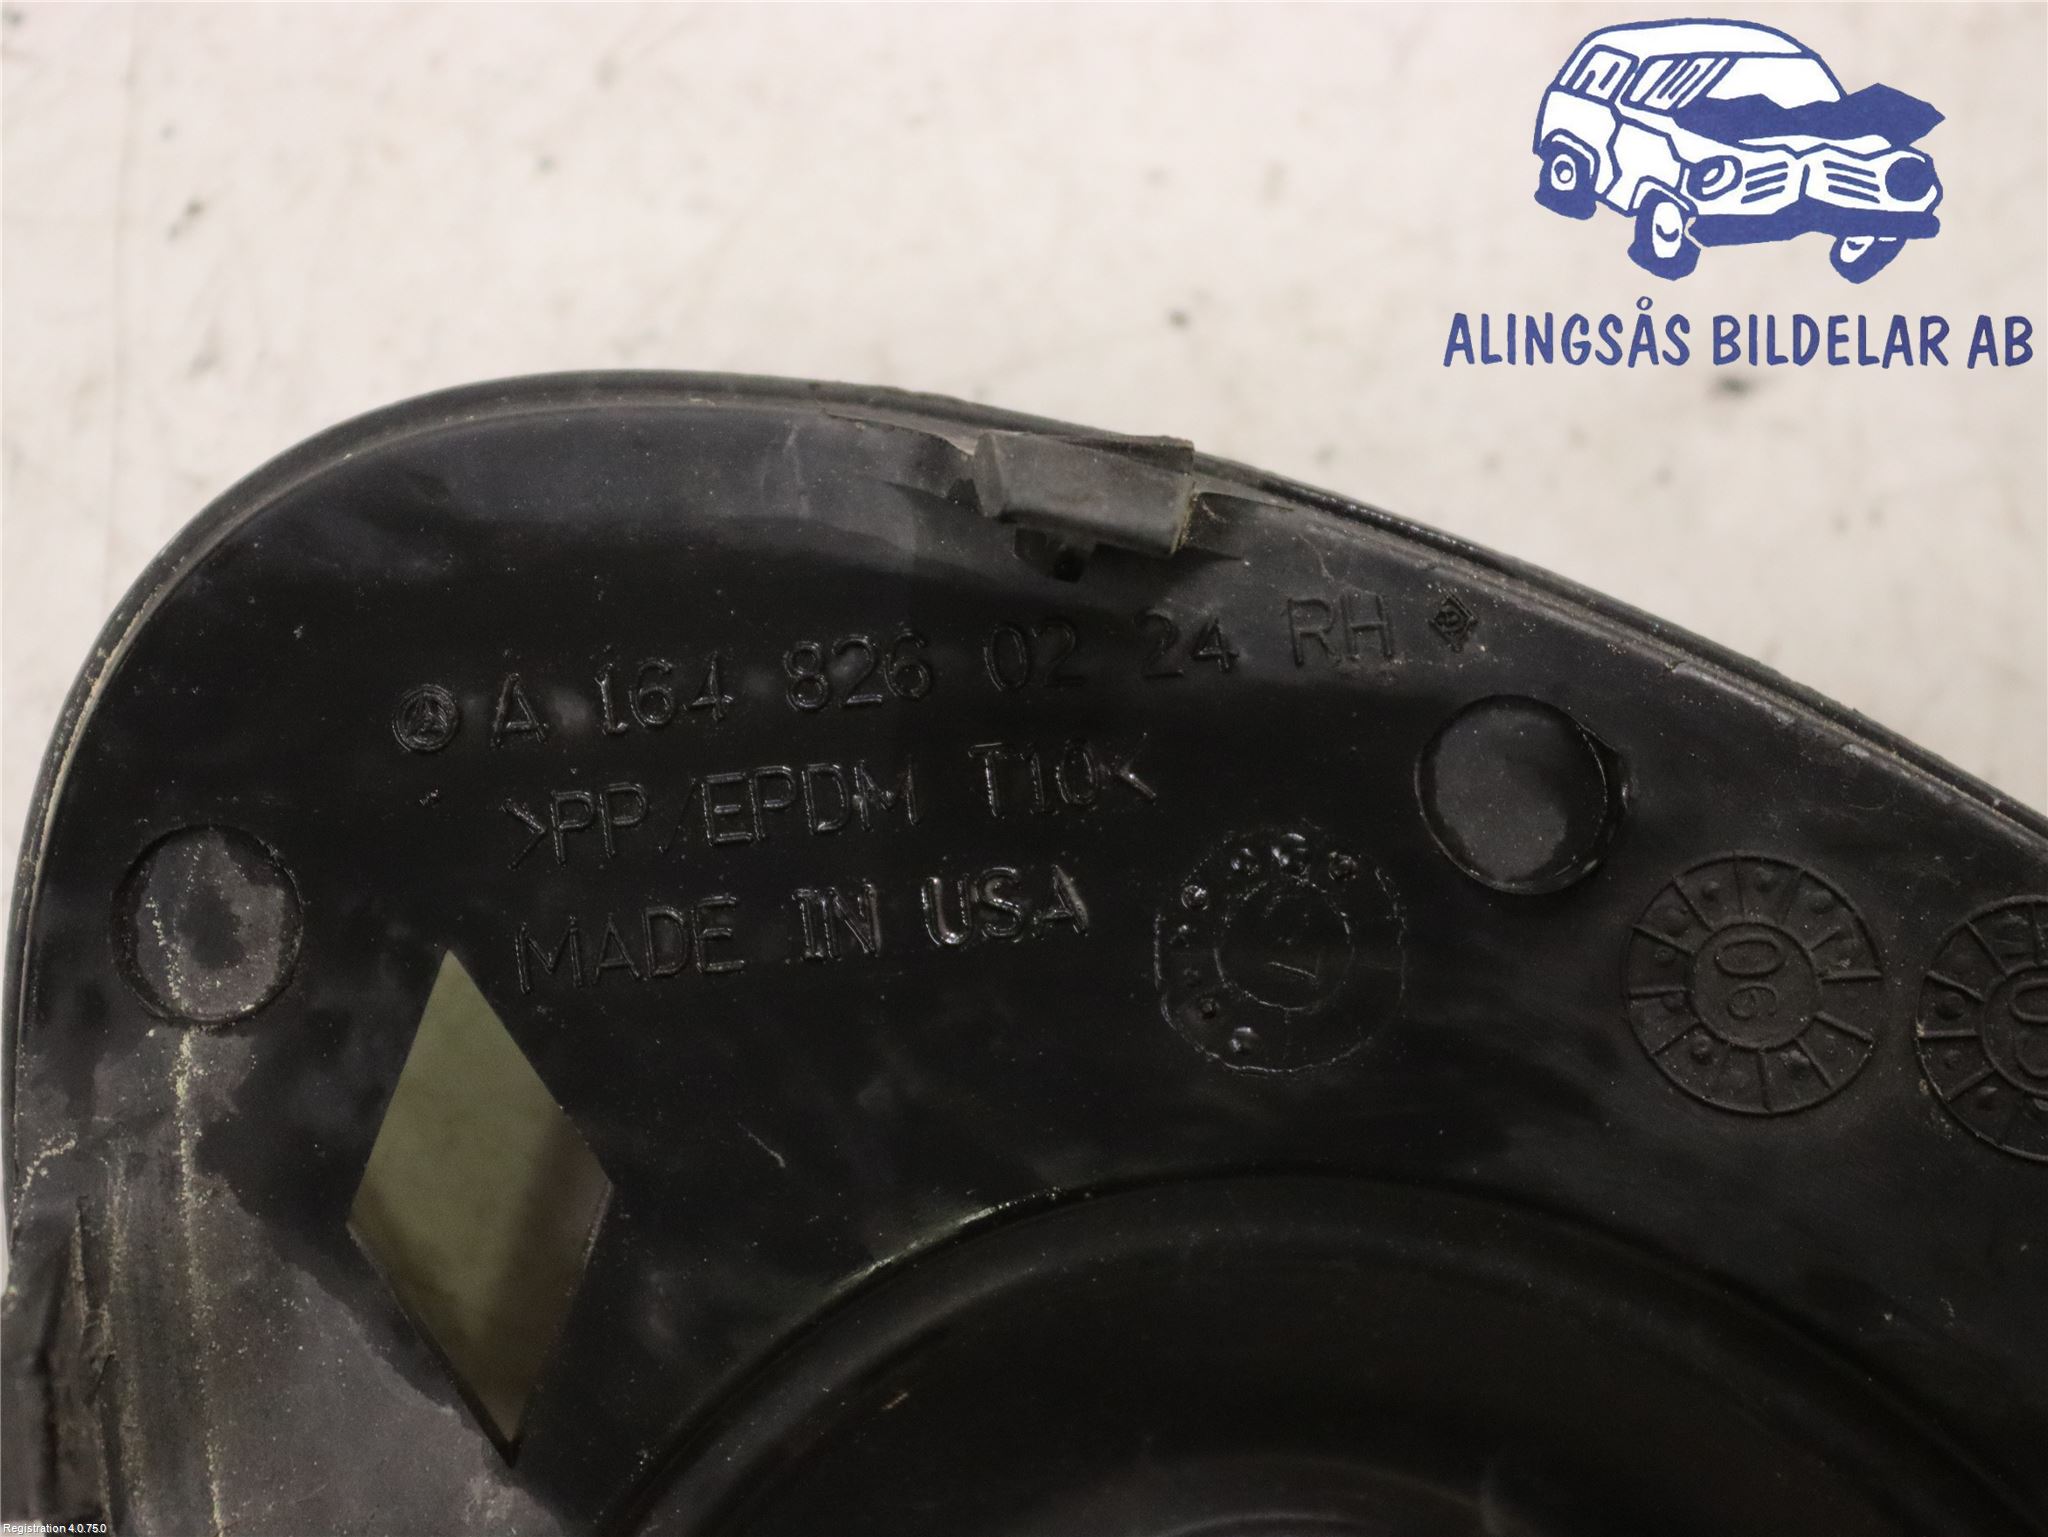 ALINGSÅS BILDELAR AB
A 164 826 02 24 RH
>PP/EPDM T10<
MADE IN USA
06
Registration 4.0.75.0